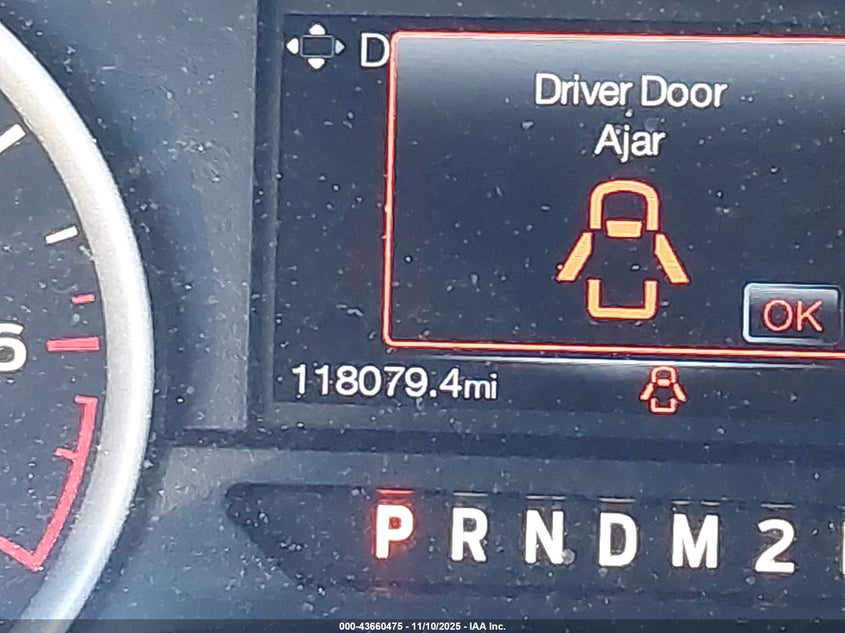 D
Driver Door
Ajar
OK
6
118079.4mi
P R N D M 2
000-43660475 - 11/10/2025 - IAA Inc.